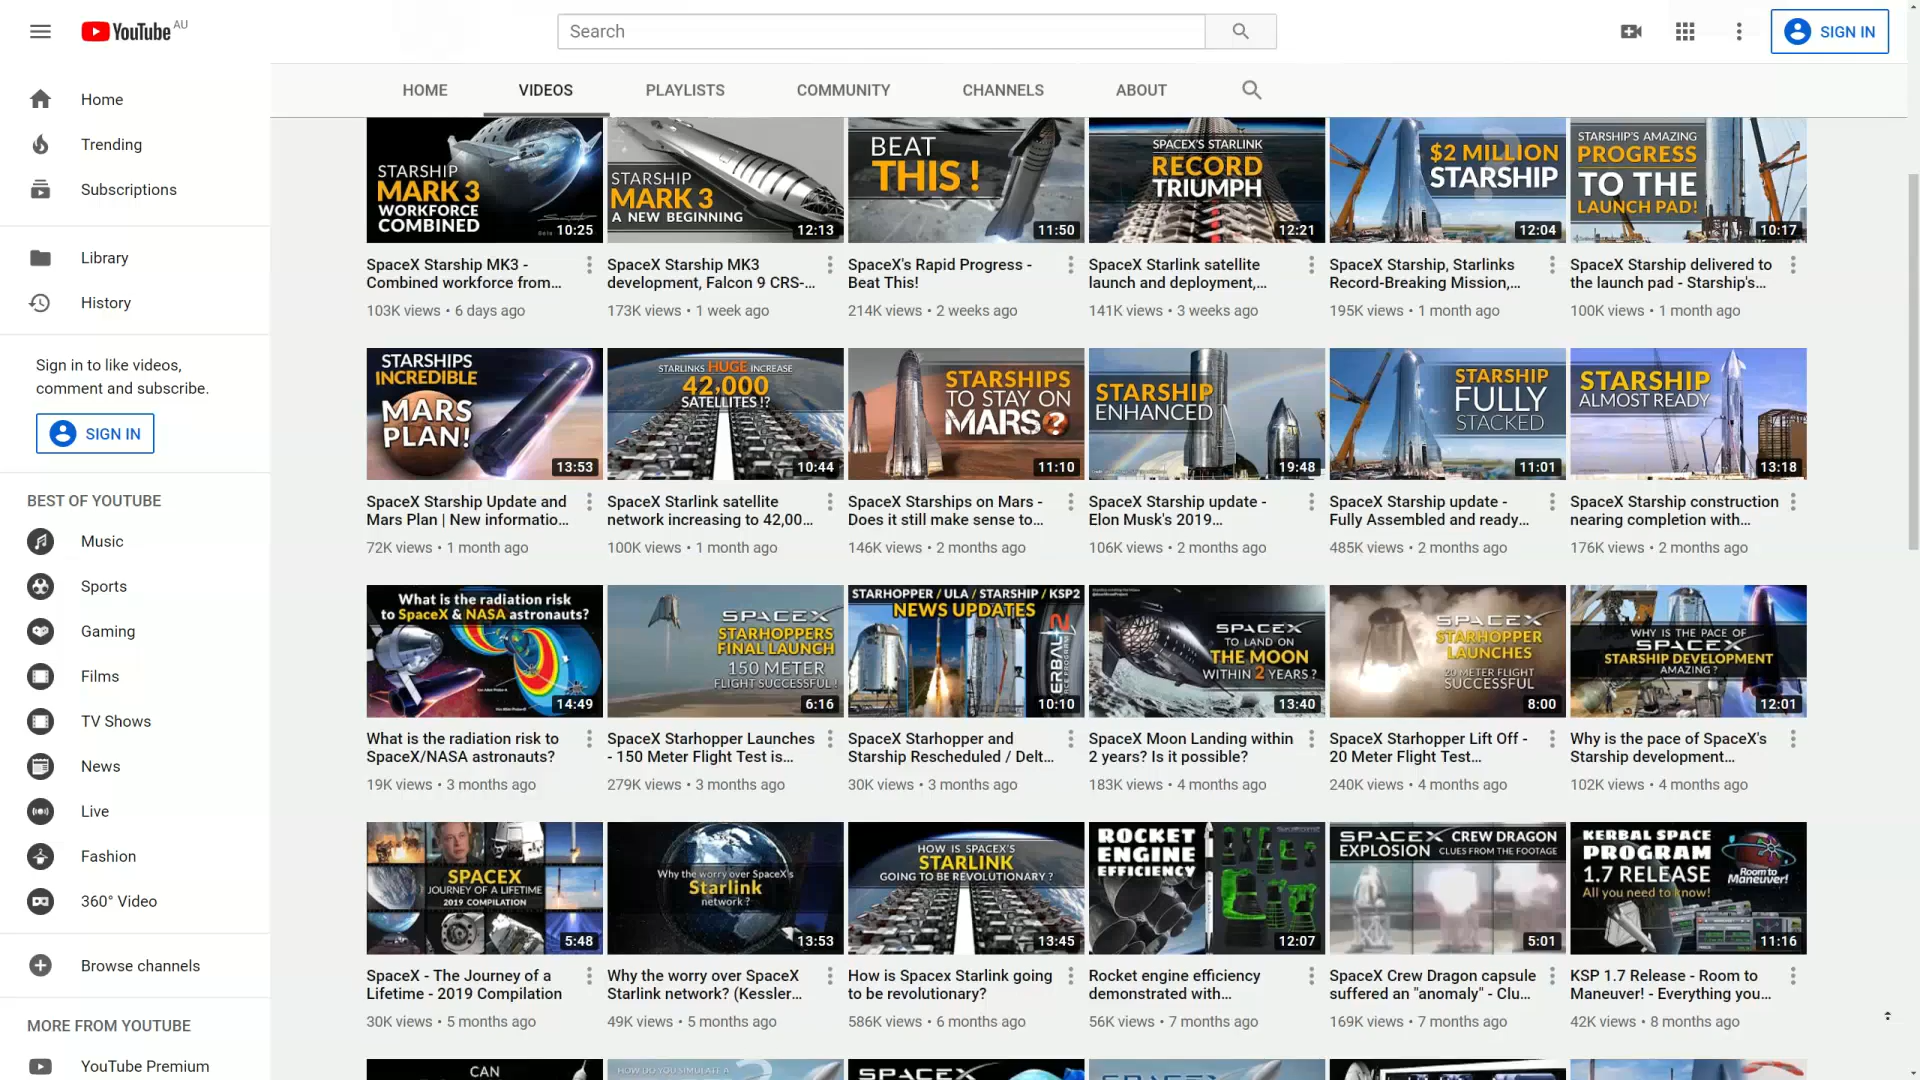 YouTube AU
Search
SIGN IN
HOME
VIDEOS
PLAYLISTS
COMMUNITY
CHANNELS
ABOUT
Home
Trending
Subscriptions
Library
History
Sign in to like videos,
comment and subscribe.
SIGN IN
BEST OF YOUTUBE
Music
Sports
Gaming
Films
TV Shows
News
Live
Fashion
360° Video
Browse channels
MORE FROM YOUTUBE
YouTube Premium
STARSHIP
MARK 3
WORKFORCE
COMBINED
10:25
SpaceX Starship MK3 -
Combined workforce from...
103K views • 6 days ago
STARSHIP
MARK 3
A NEW BEGINNING
12:13
SpaceX Starship MK3
development, Falcon 9 CRS-...
173K views • 1 week ago
BEAT
THIS !
11:50
SpaceX's Rapid Progress -
Beat This!
214K views • 2 weeks ago
SPACEX'S STARLINK
RECORD
TRIUMPH
12:21
SpaceX Starlink satellite
launch and deployment,...
141K views • 3 weeks ago
$2 MILLION
STARSHIP
12:04
SpaceX Starship, Starlinks
Record-Breaking Mission,...
195K views • 1 month ago
STARSHIP'S AMAZING
PROGRESS
TO THE
LAUNCH PAD!
10:17
SpaceX Starship delivered to
the launch pad - Starship's...
100K views • 1 month ago
STARSHIPS
INCREDIBLE
MARS
PLAN!
13:53
SpaceX Starship Update and
Mars Plan | New informatio...
72K views • 1 month ago
STARLINKS HUGE INCREASE
42,000
SATELLITES !?
10:44
SpaceX Starlink satellite
network increasing to 42,00...
100K views • 1 month ago
STARSHIPS
TO STAY ON
MARS?
11:10
SpaceX Starships on Mars -
Does it still make sense to...
146K views • 2 months ago
STARSHIP
ENHANCED
19:48
SpaceX Starship update -
Elon Musk's 2019...
106K views • 2 months ago
STARSHIP
FULLY
STACKED
11:01
SpaceX Starship update -
Fully Assembled and ready...
485K views • 2 months ago
STARSHIP
ALMOST READY
13:18
SpaceX Starship construction
nearing completion with...
176K views • 2 months ago
What is the radiation risk
to SpaceX & NASA astronauts?
14:49
What is the radiation risk to
SpaceX/NASA astronauts?
19K views • 3 months ago
SPACEX
STARHOPPERS
FINAL LAUNCH
150 METER
FLIGHT SUCCESSFUL !
6:16
SpaceX Starhopper Launches
- 150 Meter Flight Test is...
279K views • 3 months ago
STARHOPPER / ULA / STARSHIP / KSP2
NEWS UPDATES
ERBAL 2
10:10
SpaceX Starhopper and
Starship Rescheduled / Delt...
30K views • 3 months ago
SPACEX
TO LAND ON
THE MOON
WITHIN 2 YEARS ?
13:40
SpaceX Moon Landing within
2 years? Is it possible?
183K views • 4 months ago
SPACEX
STARHOPPER
LAUNCHES
20 METER FLIGHT
SUCCESSFUL
8:00
SpaceX Starhopper Lift Off -
20 Meter Flight Test...
240K views • 4 months ago
WHY IS THE PACE OF
SPACEX
STARSHIP DEVELOPMENT
AMAZING ?
12:01
Why is the pace of SpaceX's
Starship development...
102K views • 4 months ago
SPACEX
JOURNEY OF A LIFETIME
2019 COMPILATION
5:48
SpaceX - The Journey of a
Lifetime - 2019 Compilation
30K views • 5 months ago
Why the worry over SpaceX's
Starlink
network ?
13:53
Why the worry over SpaceX
Starlink network? (Kessler...
49K views • 5 months ago
HOW IS SPACEX'S
STARLINK
GOING TO BE REVOLUTIONARY ?
13:45
How is Spacex Starlink going
to be revolutionary?
586K views • 6 months ago
ROCKET
ENGINE
EFFICIENCY
12:07
Rocket engine efficiency
demonstrated with...
56K views • 7 months ago
SPACEX CREW DRAGON
EXPLOSION CLUES FROM THE FOOTAGE
5:01
SpaceX Crew Dragon capsule
suffered an "anomaly" - Clu...
169K views • 7 months ago
KERBAL SPACE
PROGRAM
1.7 RELEASE
All you need to know!
Room to
Maneuver!
11:16
KSP 1.7 Release - Room to
Maneuver! - Everything you...
42K views • 8 months ago
CAN
HOW DO YOU SIMULATE A
SPACEX
SPACEX